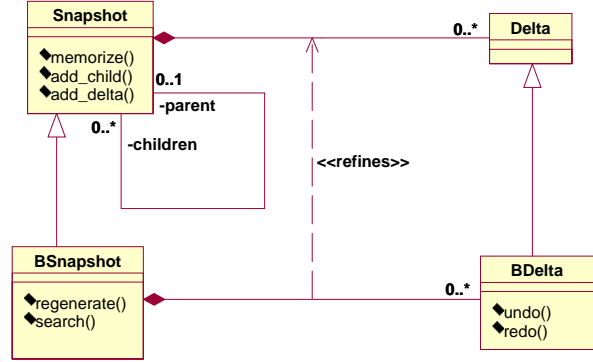 Snapshot
memorize()
add_child()
add_delta()
0..*
Delta
0..1
-parent
0..*
-children
<<refines>>
BSnapshot
regenerate()
search()
0..*
BDelta
undo()
redo()